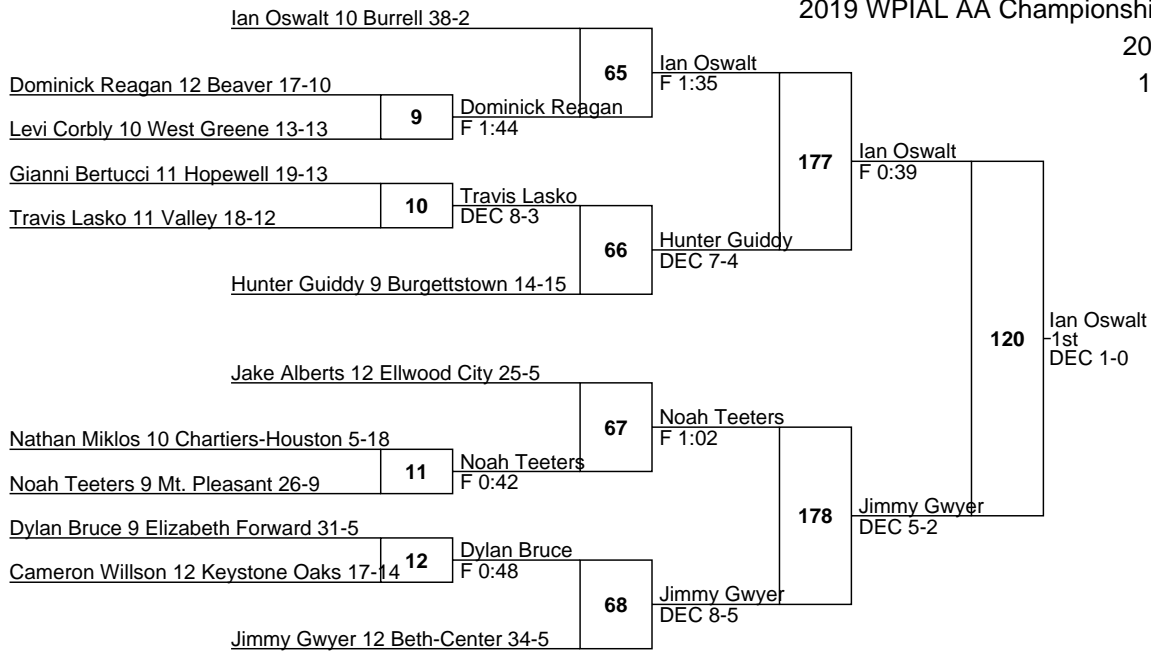 2019 WPIAL AA Championshi
20
1
Ian Oswalt 10 Burrell 38-2
65
Ian Oswalt
F 1:35
Dominick Reagan 12 Beaver 17-10
9
Dominick Reagan
F 1:44
Levi Corbly 10 West Greene 13-13
177
Ian Oswalt
F 0:39
Gianni Bertucci 11 Hopewell 19-13
10
Travis Lasko
DEC 8-3
Travis Lasko 11 Valley 18-12
66
Hunter Guiddy
DEC 7-4
Hunter Guiddy 9 Burgettstown 14-15
120
Ian Oswalt
1st
DEC 1-0
Jake Alberts 12 Ellwood City 25-5
67
Noah Teeters
F 1:02
Nathan Miklos 10 Chartiers-Houston 5-18
11
Noah Teeters
F 0:42
Noah Teeters 9 Mt. Pleasant 26-9
178
Jimmy Gwyer
DEC 5-2
Dylan Bruce 9 Elizabeth Forward 31-5
12
Dylan Bruce
F 0:48
Cameron Willson 12 Keystone Oaks 17-14
68
Jimmy Gwyer
DEC 8-5
Jimmy Gwyer 12 Beth-Center 34-5